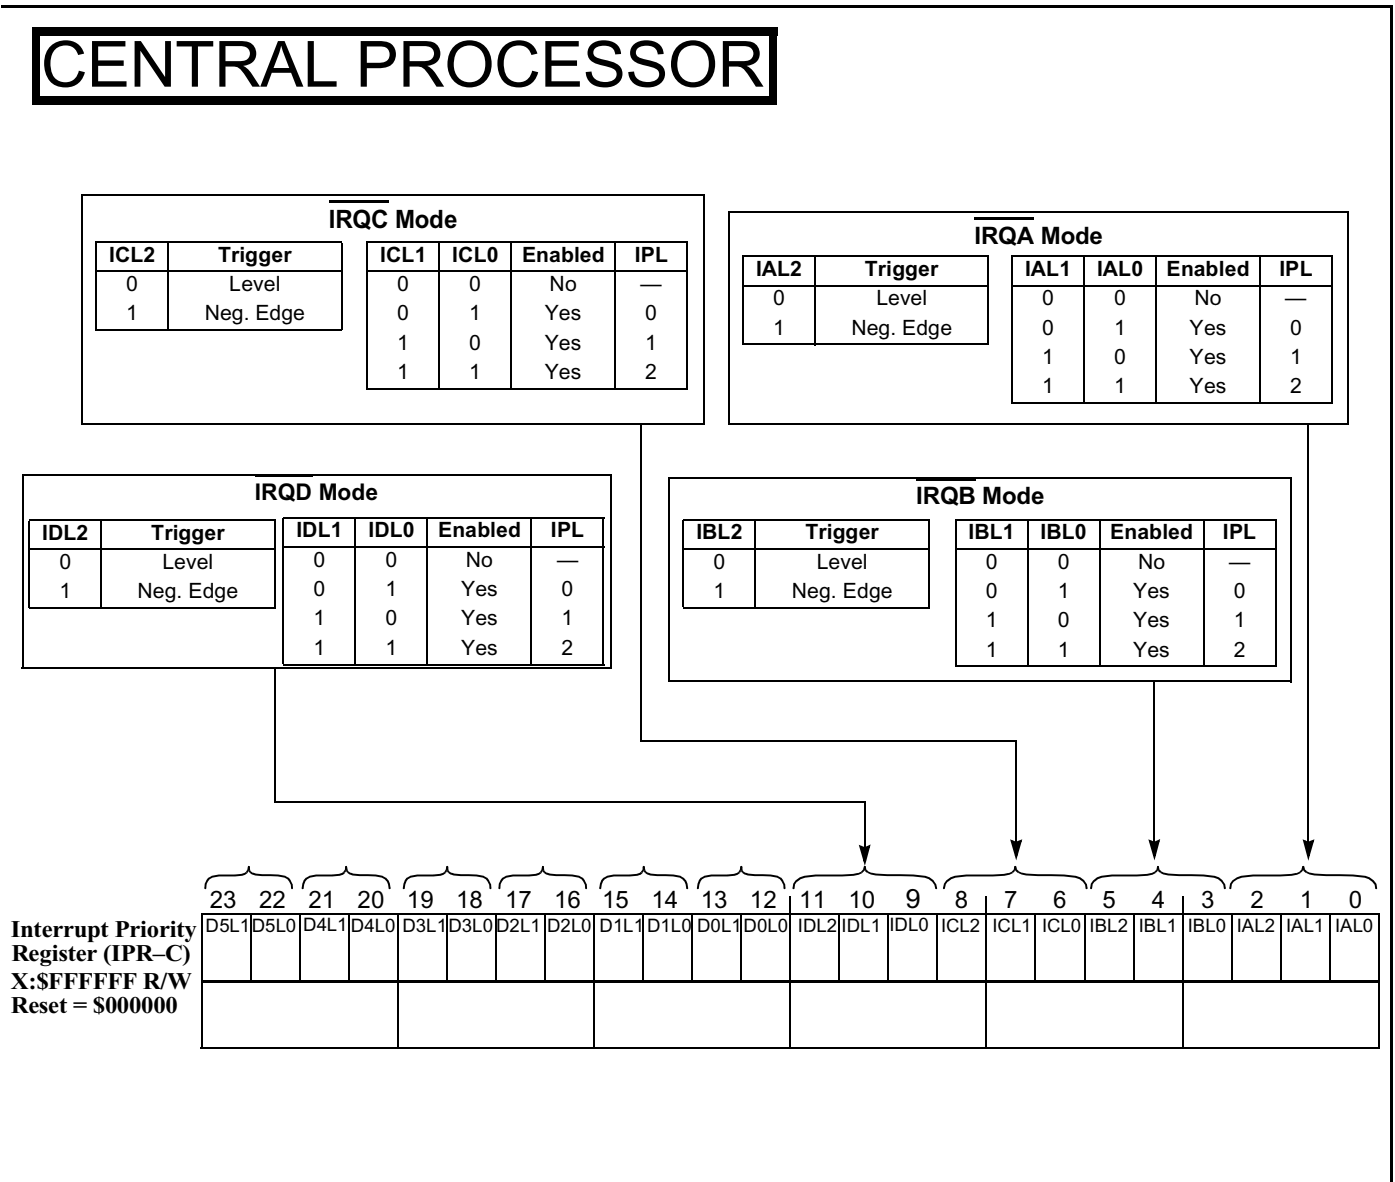 CENTRAL PROCESSOR
IRQC Mode
ICL2 Trigger
0 Level
1 Neg. Edge
ICL1 ICL0 Enabled IPL
0 0 No —
0 1 Yes 0
1 0 Yes 1
1 1 Yes 2
IRQA Mode
IAL2 Trigger
0 Level
1 Neg. Edge
IAL1 IAL0 Enabled IPL
0 0 No —
0 1 Yes 0
1 0 Yes 1
1 1 Yes 2
IRQD Mode
IDL2 Trigger
0 Level
1 Neg. Edge
IDL1 IDL0 Enabled IPL
0 0 No —
0 1 Yes 0
1 0 Yes 1
1 1 Yes 2
IRQB Mode
IBL2 Trigger
0 Level
1 Neg. Edge
IBL1 IBL0 Enabled IPL
0 0 No —
0 1 Yes 0
1 0 Yes 1
1 1 Yes 2
23 22 21 20 19 18 17 16 15 14 13 12 11 10 9 8 7 6 5 4 3 2 1 0
D5L1 D5L0 D4L1 D4L0 D3L1 D3L0 D2L1 D2L0 D1L1 D1L0 D0L1 D0L0 IDL2 IDL1 IDL0 ICL2 ICL1 ICL0 IBL2 IBL1 IBL0 IAL2 IAL1 IAL0
Interrupt Priority
Register (IPR–C)
X:$FFFFFF R/W
Reset = $000000